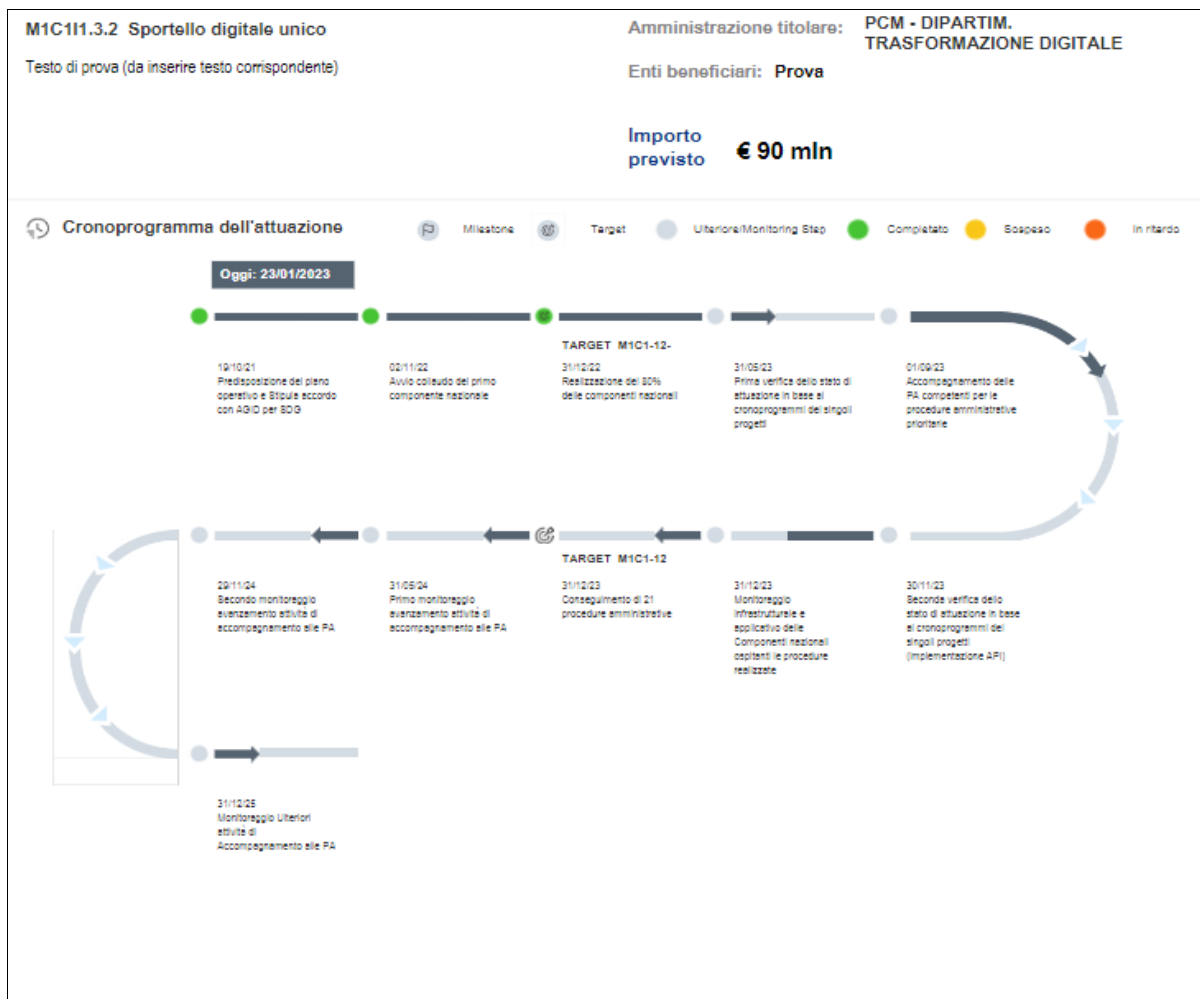 M1C1I1.3.2 Sportello digitale unico
Testo di prova (da inserire testo corrispondente)
Amministrazione titolare:
PCM - DIPARTIM.
TRASFORMAZIONE DIGITALE
Enti beneficiari: Prova
Importo
previsto
€ 90 mln
Cronoprogramma dell'attuazione
Milestone
Target
Ulteriore/Monitoring Step
Completato
Sospeso
In ritardo
Oggi: 23/01/2023
19/10/21
Predisposizione del piano
operativo e Stipula accordo
con AGID per SDG
02/11/22
Avvio collaudo del primo
componente nazionale
TARGET M1C1-12-
31/12/22
Realizzazione del 80%
delle componenti nazionali
31/05/23
Prima verifica dello stato di
attuazione in base ai
cronoprogrammi dei singoli
progetti
01/09/23
Accompagnamento delle
PA competenti per le
procedure amministrative
prioritarie
29/11/24
Secondo monitoraggio
avanzamento attività di
accompagnamento alle PA
31/05/24
Primo monitoraggio
avanzamento attività di
accompagnamento alle PA
TARGET M1C1-12
31/12/23
Conseguimento di 21
procedure amministrative
31/12/23
Monitoraggio
infrastrutturale e
applicativo delle
Componenti nazionali
ospitanti le procedure
realizzate
30/11/23
Seconda verifica dello
stato di attuazione in base
ai cronoprogrammi dei
singoli progetti
(implementazione API)
31/12/25
Monitoraggio Ulteriori
attività di
Accompagnamento alle PA